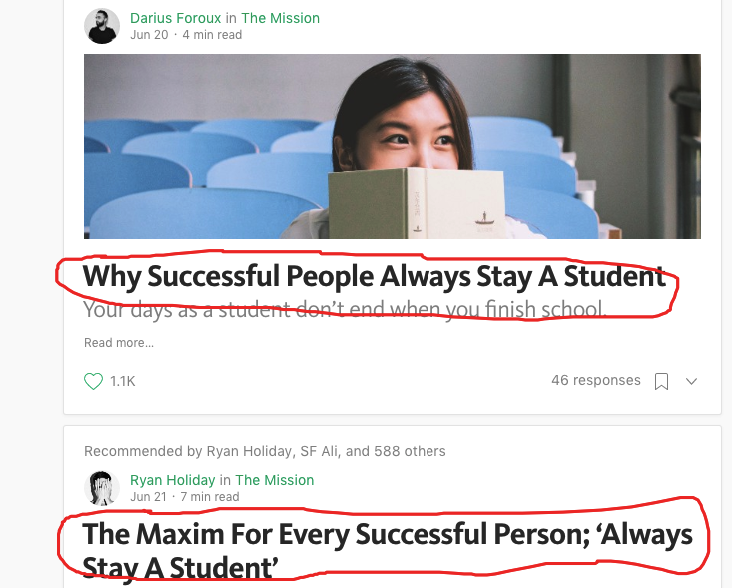 Darius Foroux in The Mission
Jun 20 · 4 min read
Why Successful People Always Stay A Student
Your days as a student don't end when you finish school.
Read more...
1.1K
46 responses
Recommended by Ryan Holiday, SF Ali, and 588 others
Ryan Holiday in The Mission
Jun 21 · 7 min read
The Maxim For Every Successful Person; ‘Always
Stay A Student’